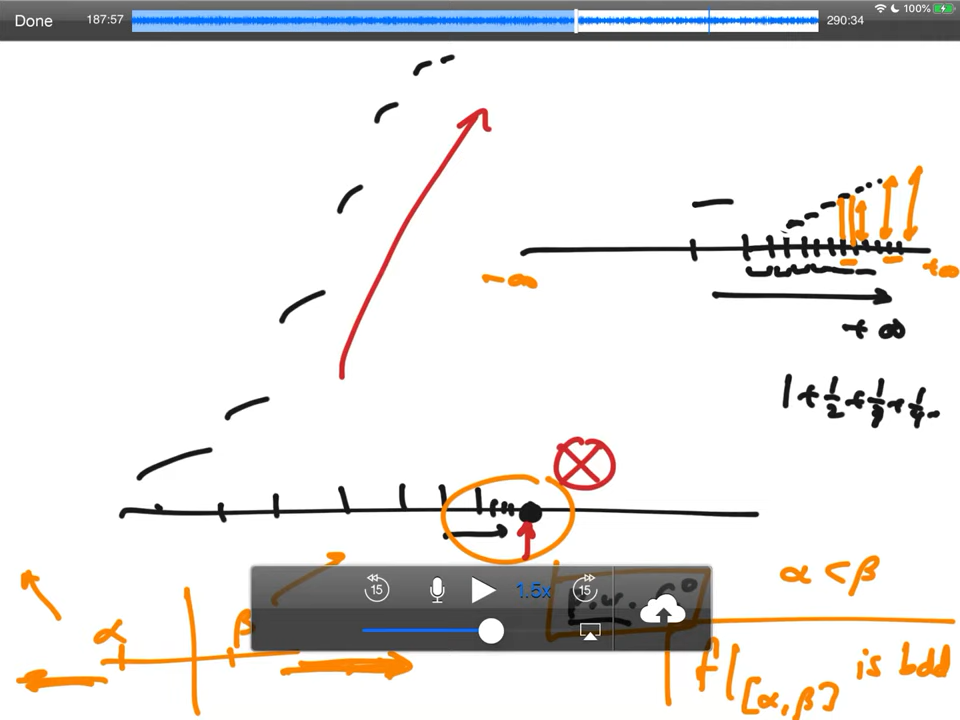 Done 187:57 290:34 100%
-∞ +∞
+∞
1 + 1/2 + 1/3 + 1/4
15 1.5x 15
α < β
α β
f|[α,β] is bdd